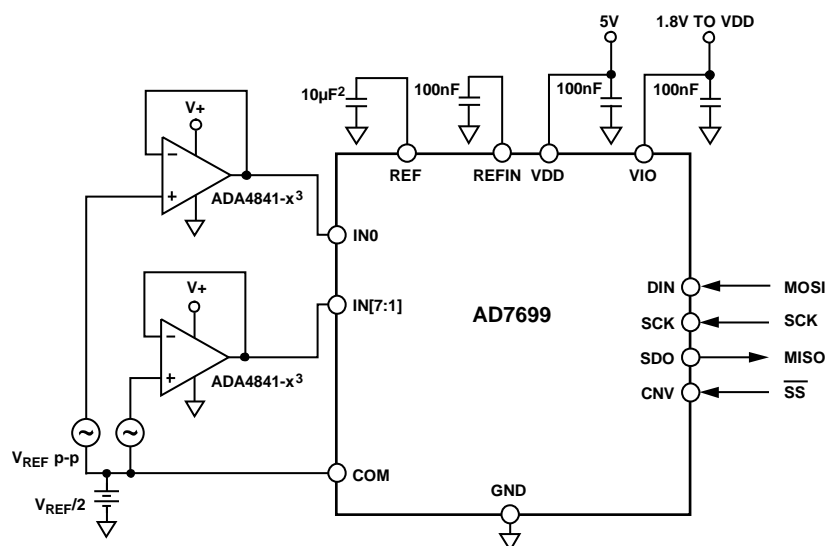 5V
1.8V TO VDD
10µF2
100nF
100nF
100nF
V+
ADA4841-x3
REF
REFIN
VDD
VIO
IN0
V+
IN[7:1]
ADA4841-x3
AD7699
DIN
MOSI
SCK
SCK
SDO
MISO
CNV
SS
VREF p-p
COM
VREF/2
GND